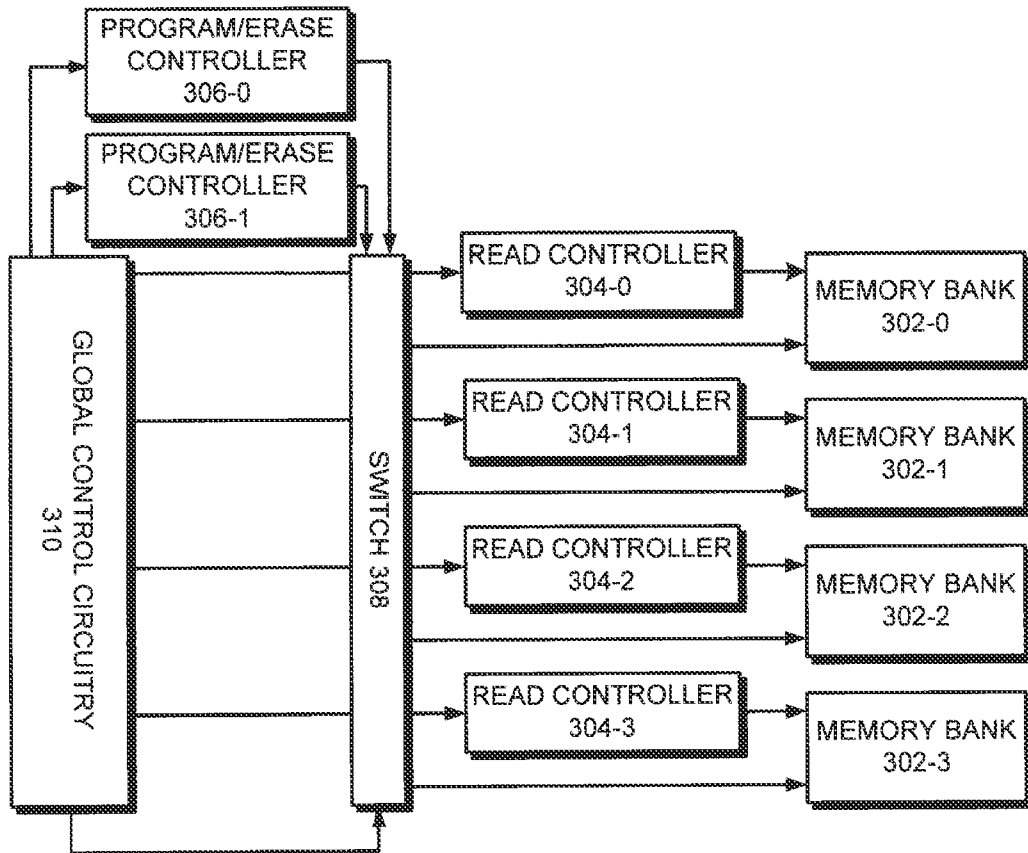 PROGRAM/ERASE
CONTROLLER
306-0
PROGRAM/ERASE
CONTROLLER
306-1
GLOBAL CONTROL CIRCUITRY
310
SWITCH 308
READ CONTROLLER
304-0
MEMORY BANK
302-0
READ CONTROLLER
304-1
MEMORY BANK
302-1
READ CONTROLLER
304-2
MEMORY BANK
302-2
READ CONTROLLER
304-3
MEMORY BANK
302-3